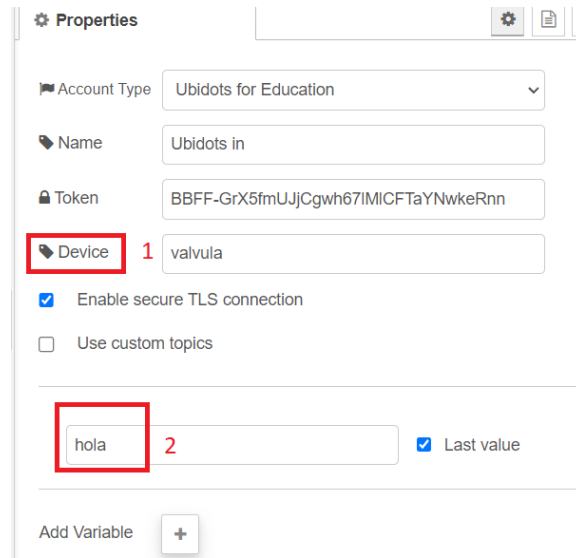 Properties
Account Type Ubidots for Education
Name Ubidots in
Token BBFF-GrX5fmUJjCgwh67lMlCFTaYNwkeRnn
Device 1 valvula
Enable secure TLS connection
Use custom topics
hola 2 Last value
Add Variable +